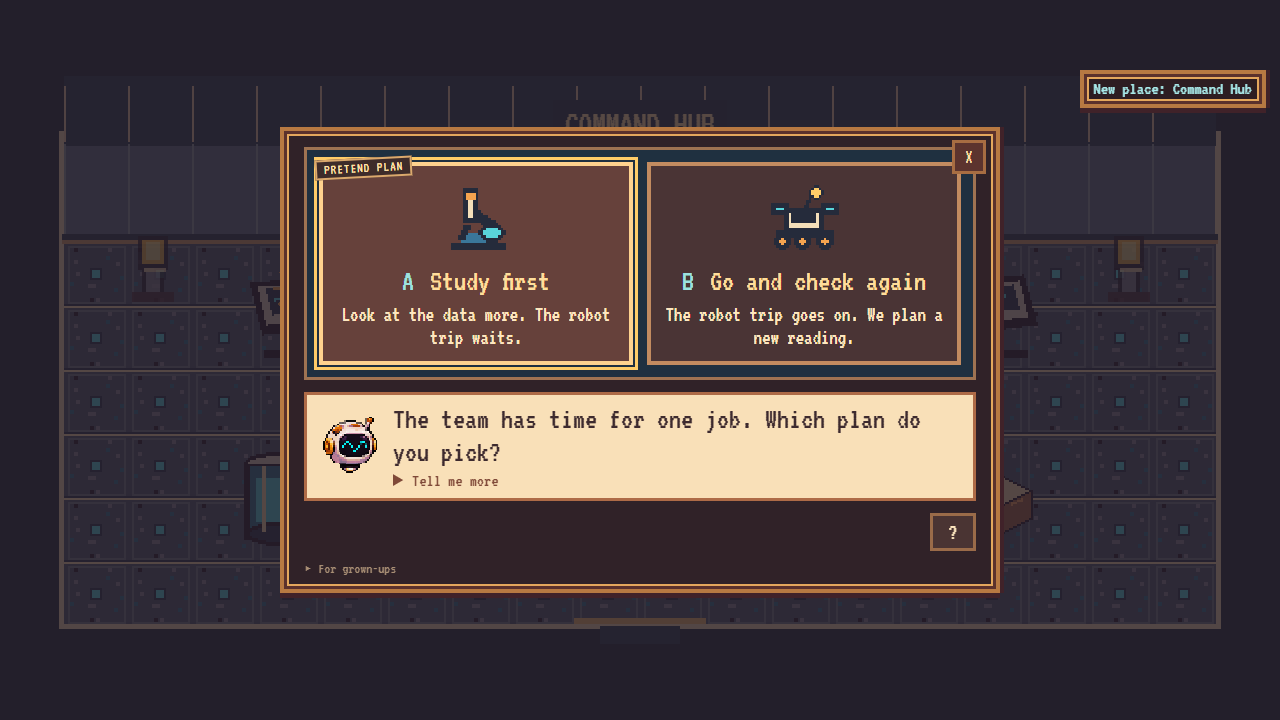 New place: Command Hub
COMMAND HUB
X
PRETEND PLAN
A Study first
Look at the data more. The robot
trip waits.
B Go and check again
The robot trip goes on. We plan a
new reading.
The team has time for one job. Which plan do
you pick?
▶ Tell me more
?
▸ For grown-ups